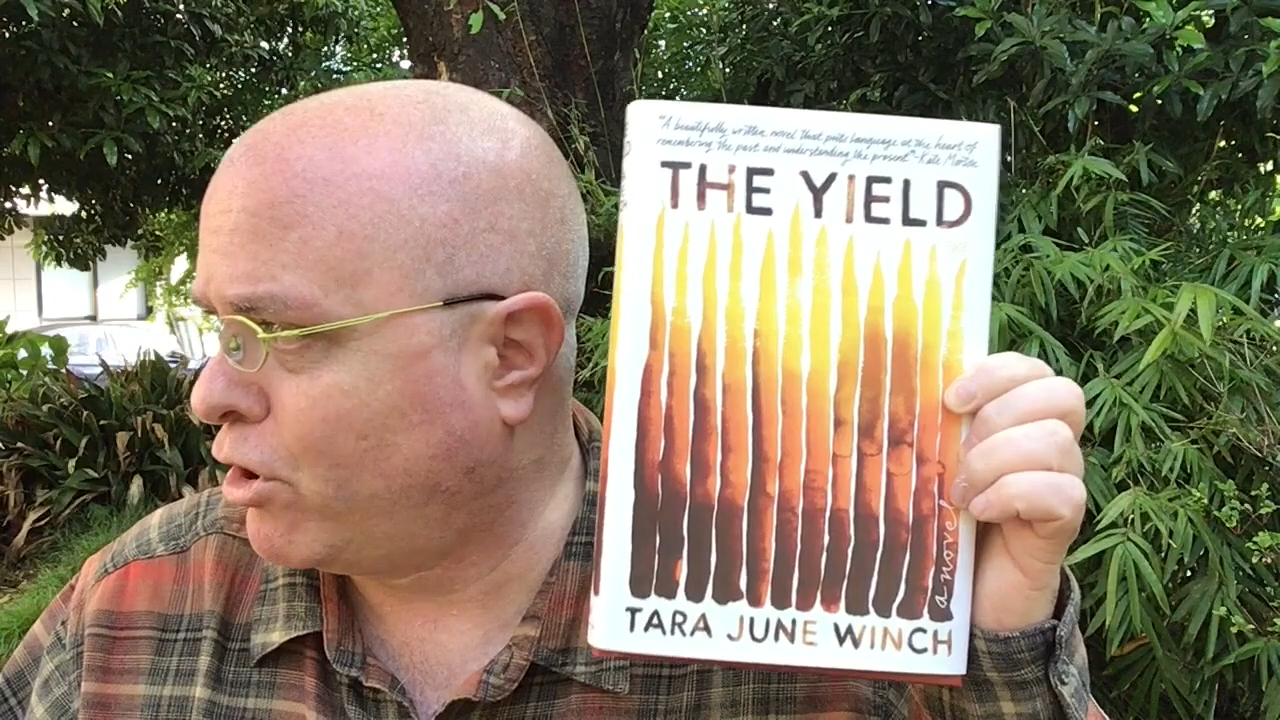 "A beautifully written novel that puts language at the heart of
remembering the past and understanding the present"-Kate Morton
THE YIELD
a novel
TARA JUNE WINCH